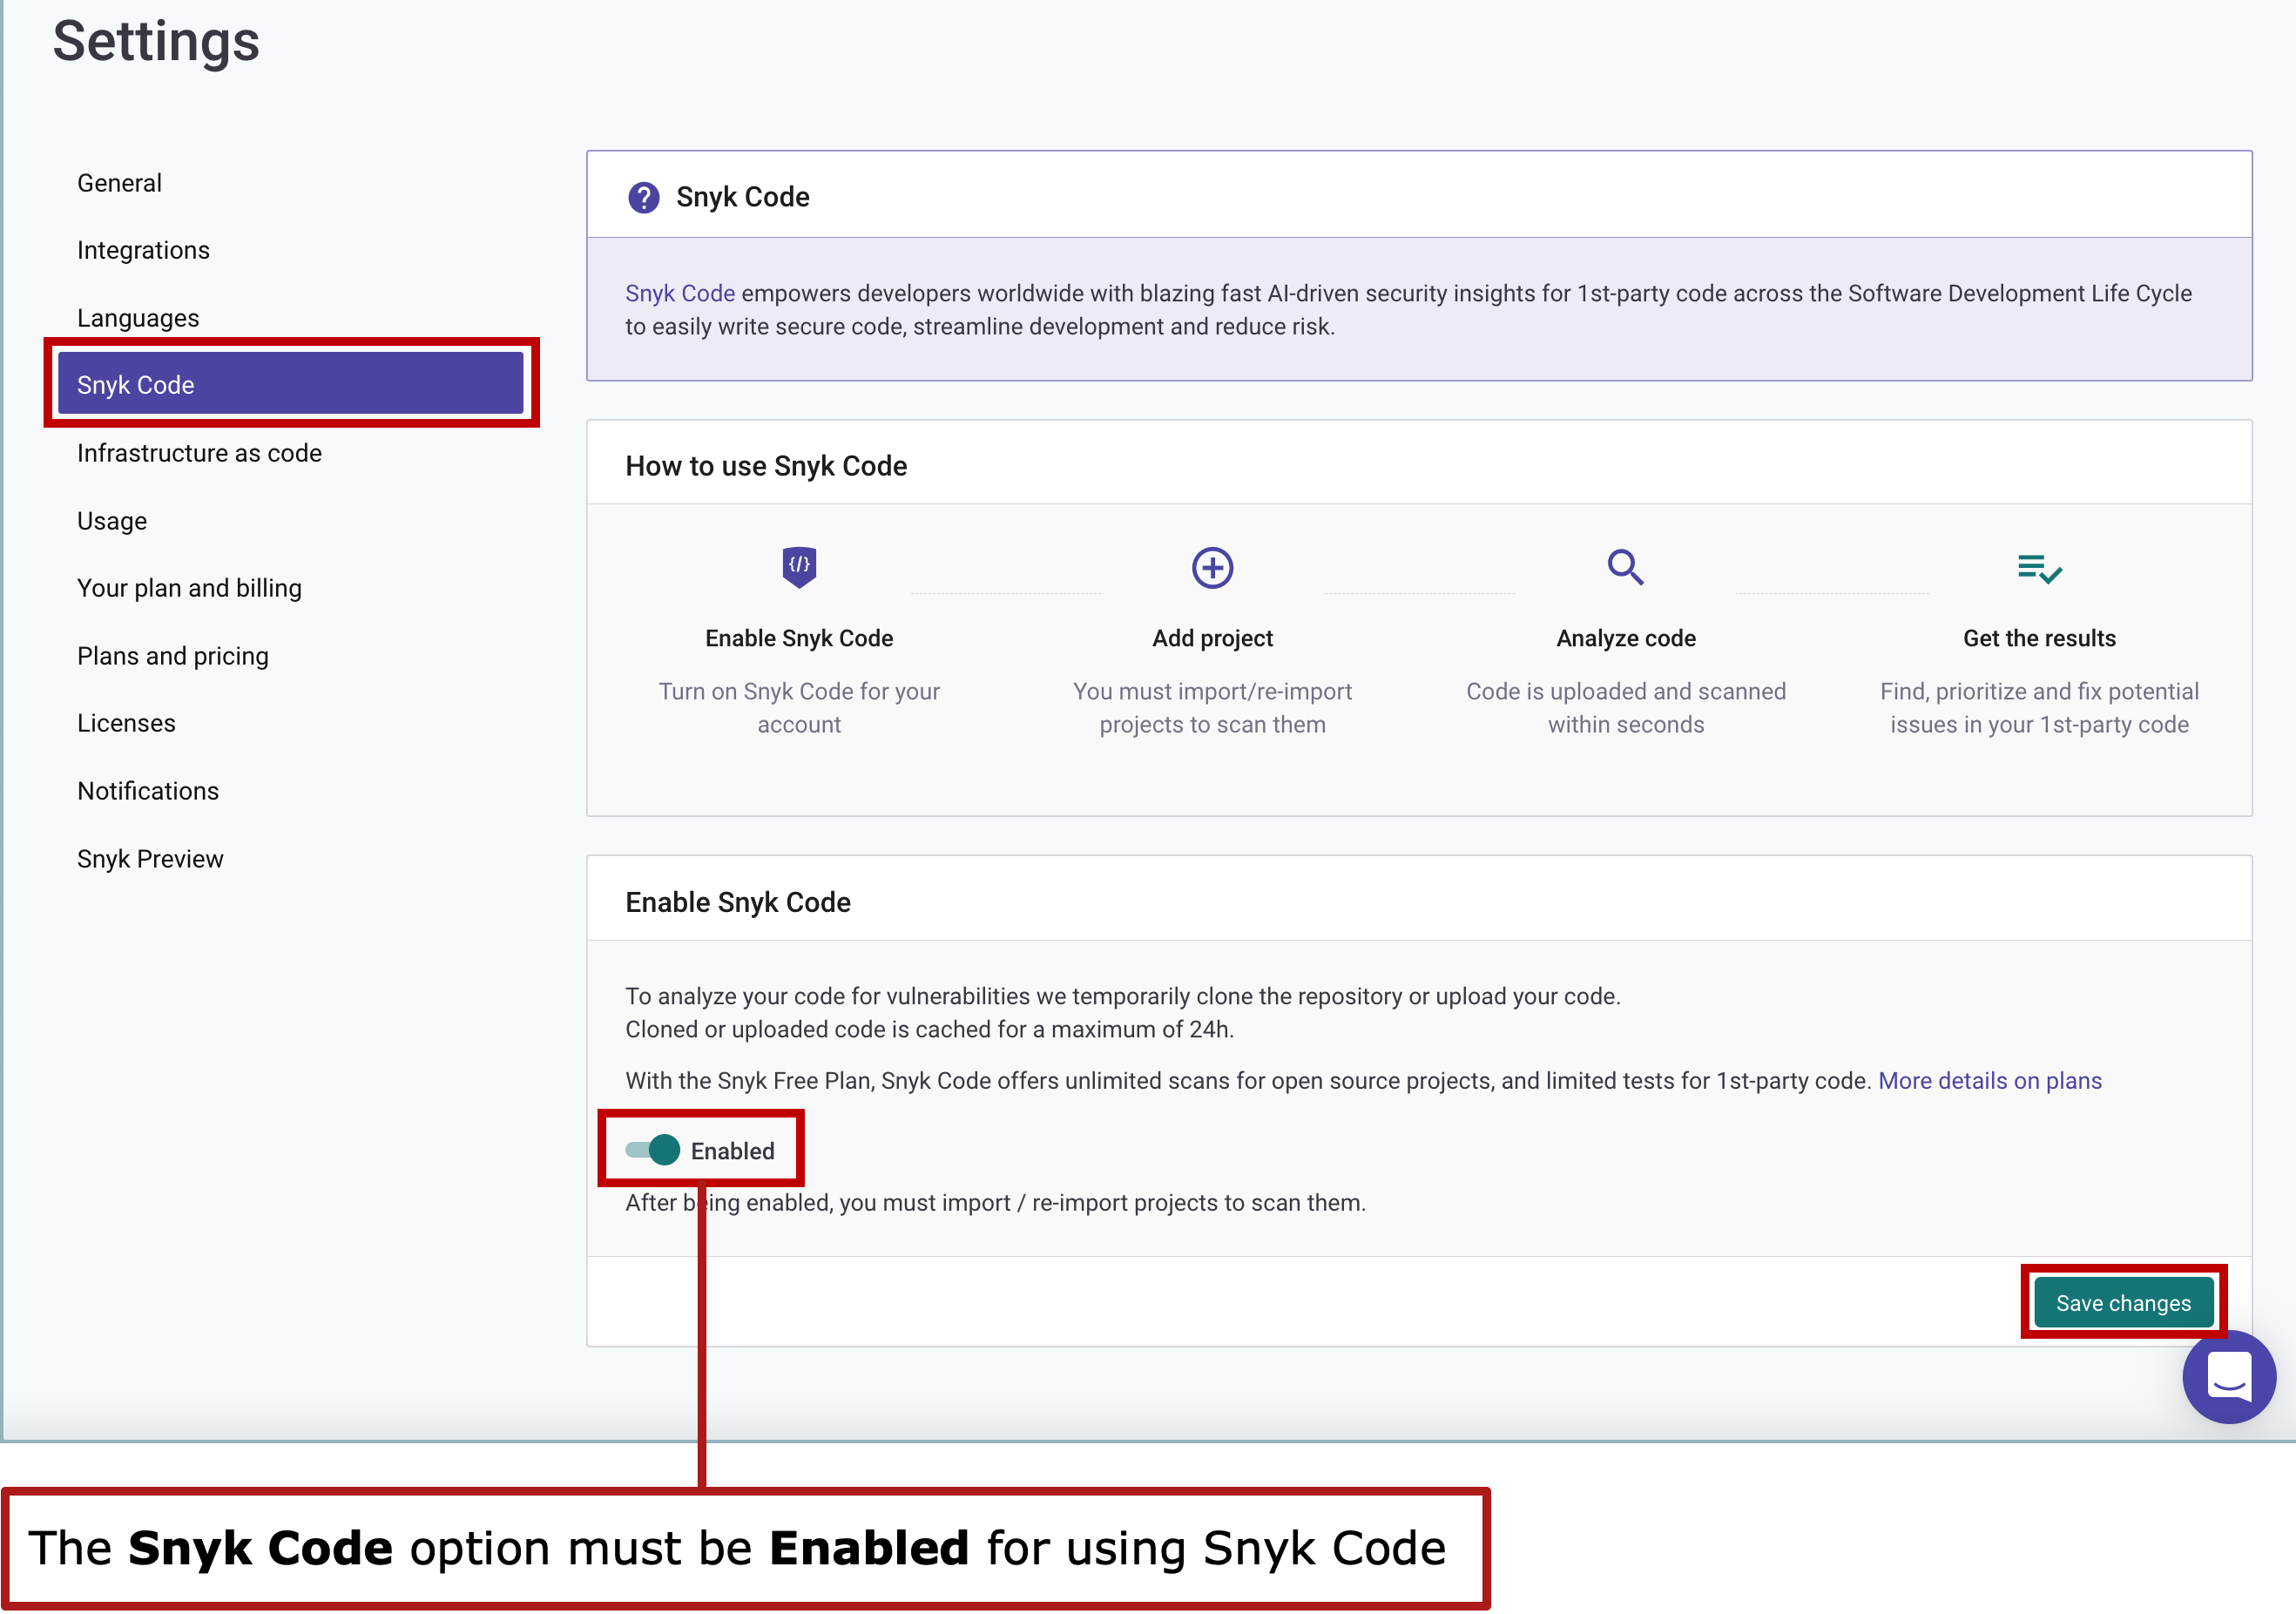 Settings
General
Integrations
Languages
Snyk Code
Infrastructure as code
Usage
Your plan and billing
Plans and pricing
Licenses
Notifications
Snyk Preview
? Snyk Code
Snyk Code empowers developers worldwide with blazing fast AI-driven security insights for 1st-party code across the Software Development Life Cycle
to easily write secure code, streamline development and reduce risk.
How to use Snyk Code
{/}
Enable Snyk Code
Turn on Snyk Code for your
account
Add project
You must import/re-import
projects to scan them
Analyze code
Code is uploaded and scanned
within seconds
Get the results
Find, prioritize and fix potential
issues in your 1st-party code
Enable Snyk Code
To analyze your code for vulnerabilities we temporarily clone the repository or upload your code.
Cloned or uploaded code is cached for a maximum of 24h.
With the Snyk Free Plan, Snyk Code offers unlimited scans for open source projects, and limited tests for 1st-party code. More details on plans
Enabled
After being enabled, you must import / re-import projects to scan them.
Save changes
The Snyk Code option must be Enabled for using Snyk Code